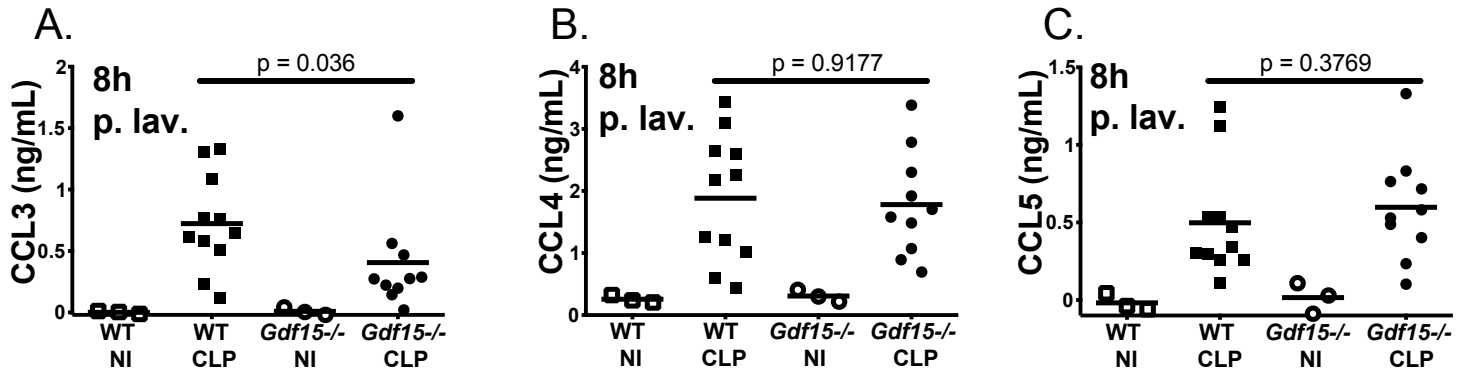 A.
p = 0.036
8h
p. lav.
CCL3 (ng/mL)
2
1.5
1
0.5
0
WT
NI
WT
CLP
Gdf15-/-
NI
Gdf15-/-
CLP
B.
p = 0.9177
8h
p. lav.
CCL4 (ng/mL)
4
3
2
1
0
WT
NI
WT
CLP
Gdf15-/-
NI
Gdf15-/-
CLP
C.
p = 0.3769
8h
p. lav.
CCL5 (ng/mL)
1.5
1
0.5
0
WT
NI
WT
CLP
Gdf15-/-
NI
Gdf15-/-
CLP